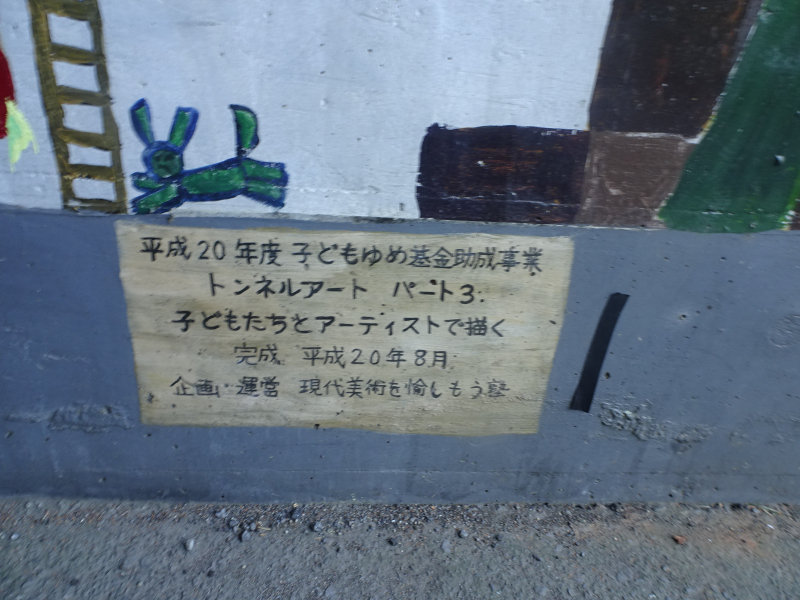 平成20年度 子どもゆめ基金助成事業
トンネルアート パート3.
子どもたちとアーティストで描く
完成 平成20年8月
企画・運営 現代美術を愉しもう塾